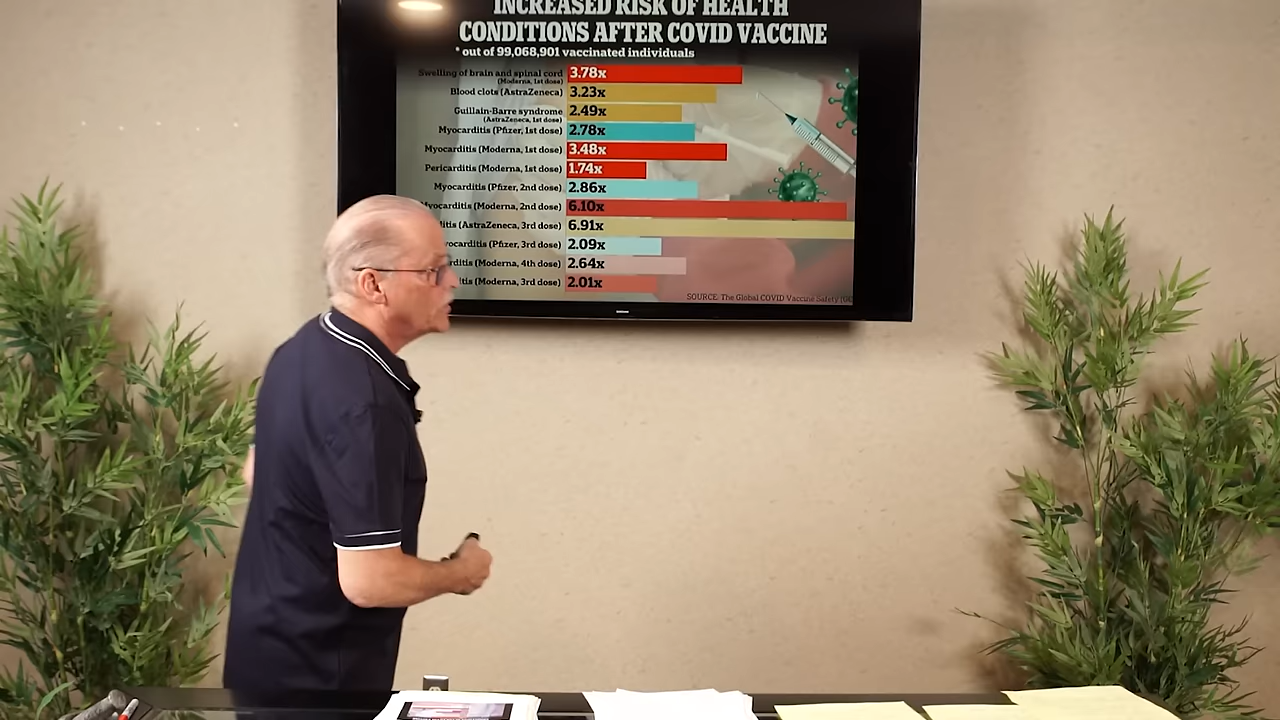 INCREASED RISK OF HEALTH
CONDITIONS AFTER COVID VACCINE
* out of 99,068,901 vaccinated individuals
Swelling of brain and spinal cord 3.78x
(Moderna, 1st dose)
Blood clots (AstraZeneca) 3.23x
Guillain-Barre syndrome 2.49x
(AstraZeneca, 1st dose)
Myocarditis (Pfizer, 1st dose) 2.78x
Myocarditis (Moderna, 1st dose) 3.48x
Pericarditis (Moderna, 1st dose) 1.74x
Myocarditis (Pfizer, 2nd dose) 2.86x
Myocarditis (Moderna, 2nd dose) 6.10x
itis (AstraZeneca, 3rd dose) 6.91x
ocarditis (Pfizer, 3rd dose) 2.09x
rditis (Moderna, 4th dose) 2.64x
itis (Moderna, 3rd dose) 2.01x
SOURCE: The Global COVID Vaccine Safety
SAMSUNG